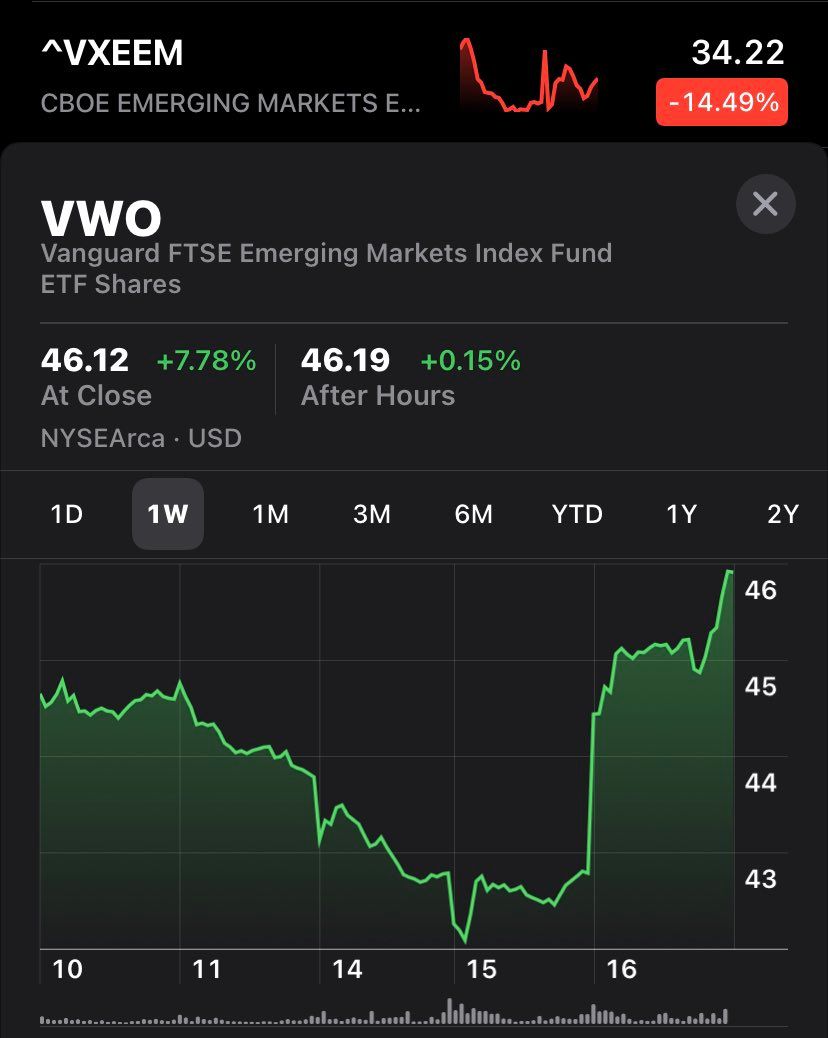 ^VXEEM
34.22
CBOE EMERGING MARKETS E...
-14.49%
VWO
Vanguard FTSE Emerging Markets Index Fund
ETF Shares
46.12 +7.78% 46.19 +0.15%
At Close After Hours
NYSEArca · USD
1D 1W 1M 3M 6M YTD 1Y 2Y
46
45
44
43
10 11 14 15 16